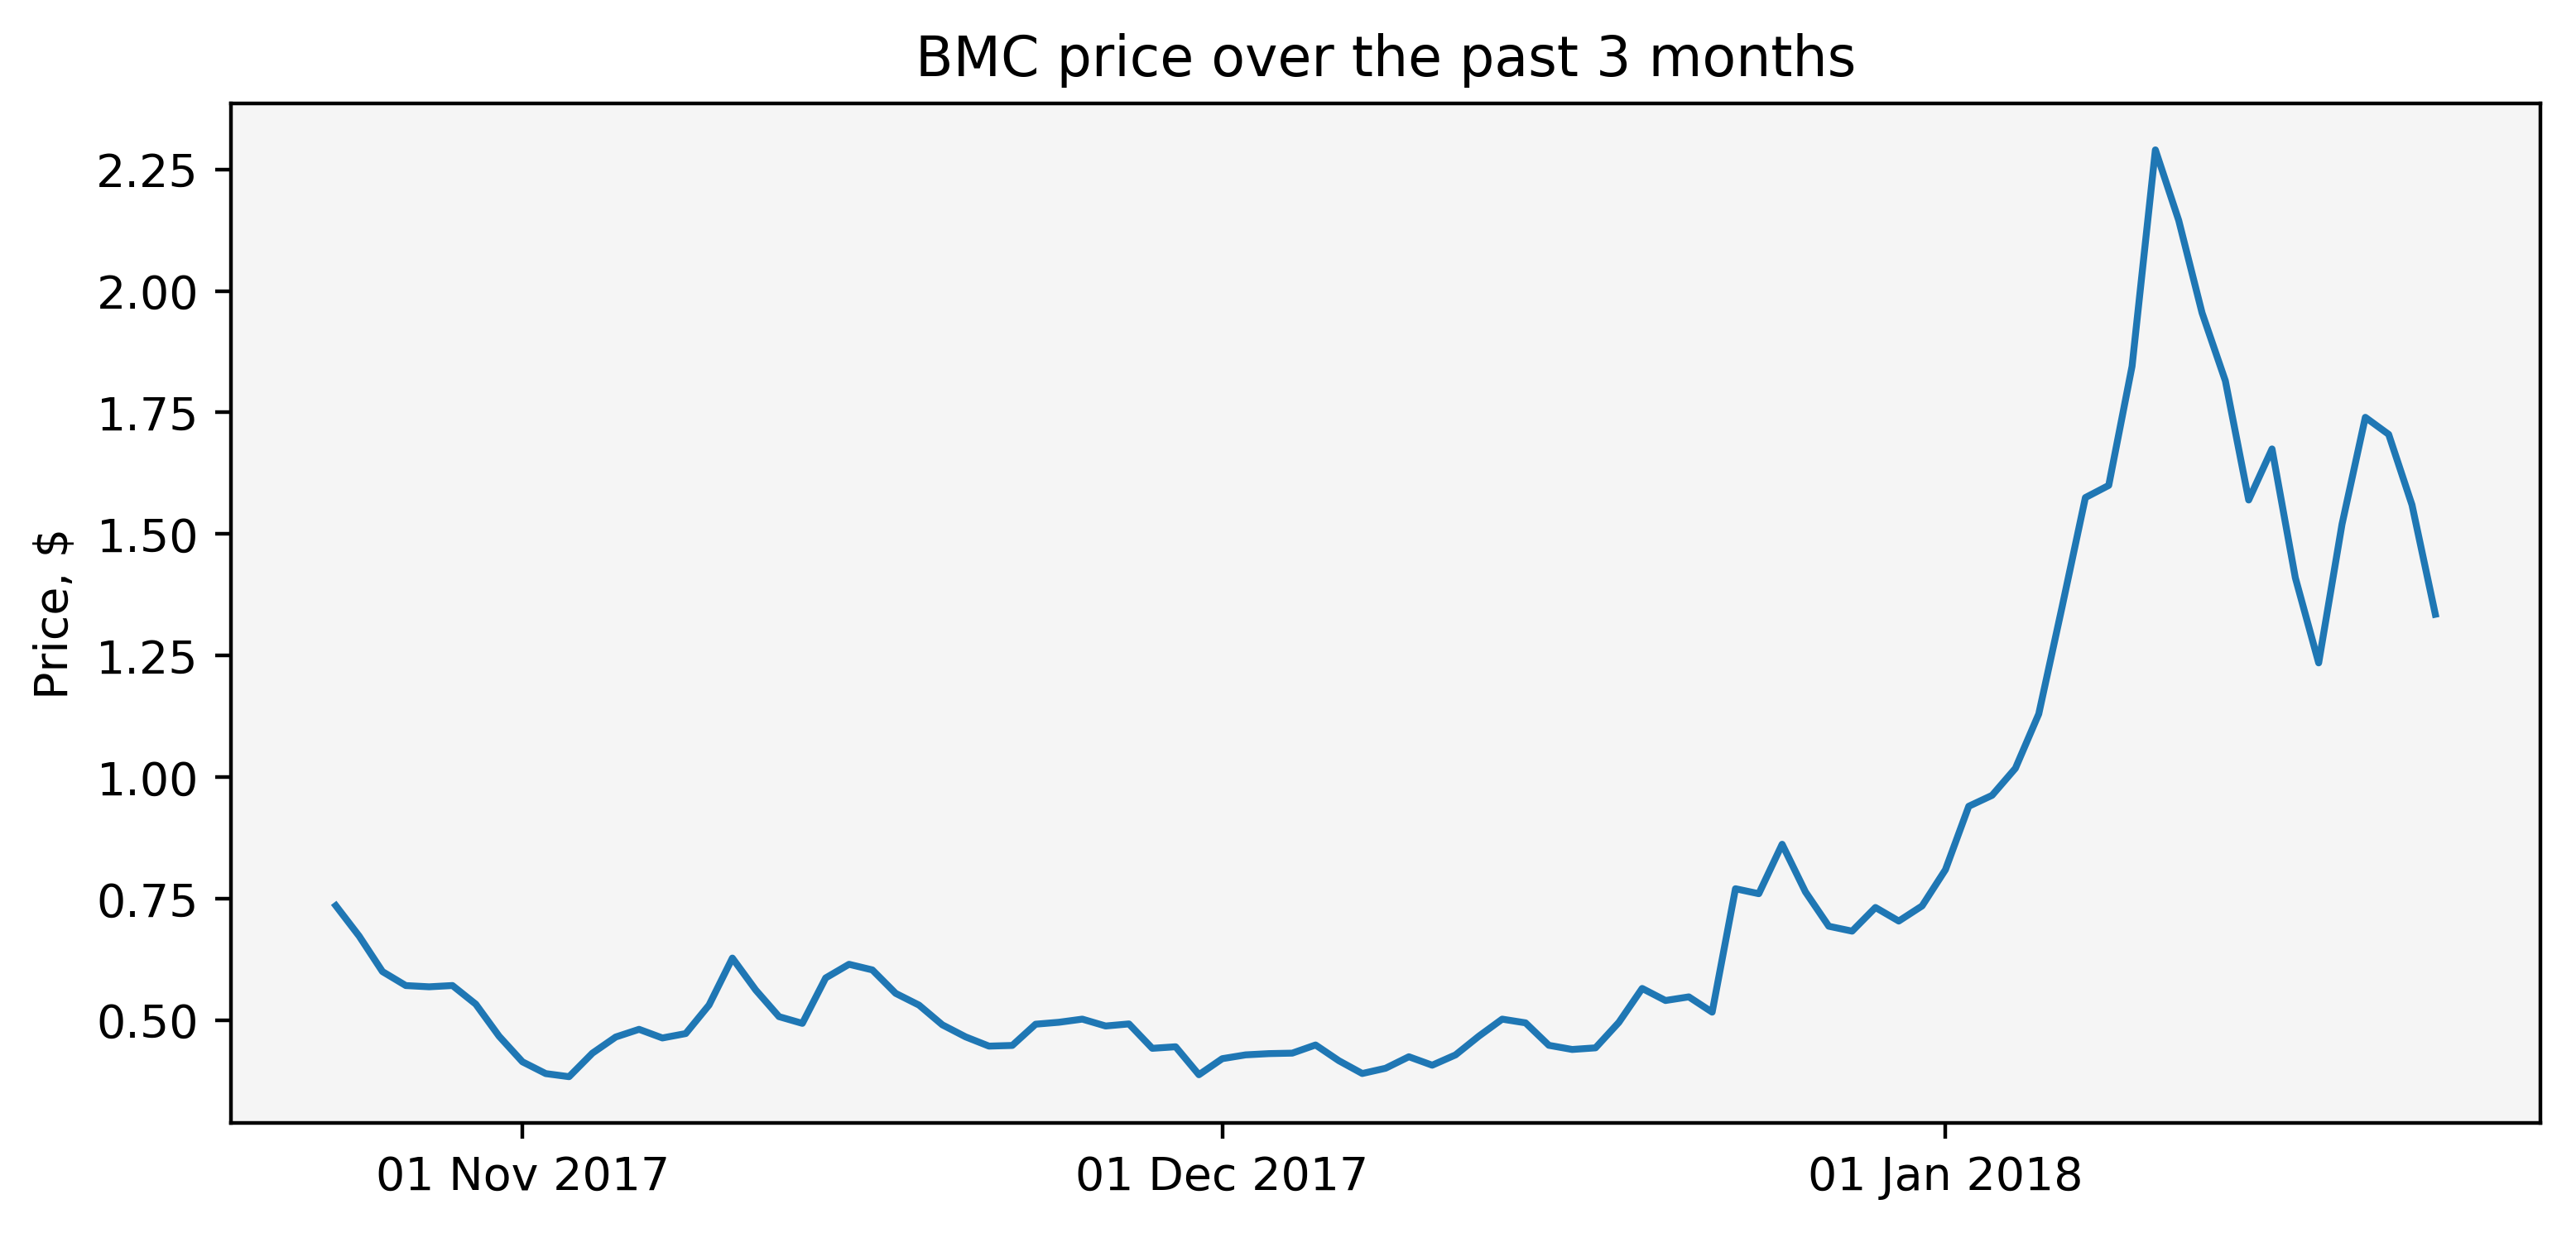 BMC price over the past 3 months
Price, $
2.25
2.00
1.75
1.50
1.25
1.00
0.75
0.50
01 Nov 2017
01 Dec 2017
01 Jan 2018